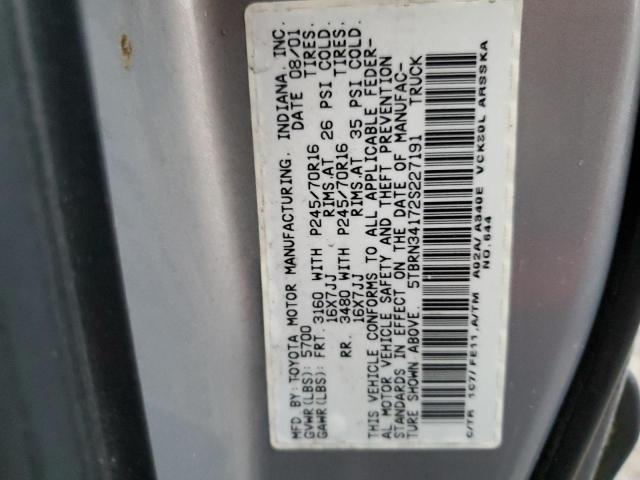 MFD BY: TOYOTA MOTOR MANUFACTURING, INDIANA, INC.
DATE 08/01
GVWR (LBS): 5700
GAWR (LBS): FRT. 3160 WITH P245/70R16 TIRES,
16X7JJ RIMS,AT 26 PSI COLD.
RR. 3480 WITH P245/70R16 TIRES,
16X7JJ RIMS,AT 35 PSI COLD.
THIS VEHICLE CONFORMS TO ALL APPLICABLE FEDER-
AL MOTOR VEHICLE SAFETY AND THEFT PREVENTION
STANDARDS IN EFFECT ON THE DATE OF MANUFAC-
TURE SHOWN ABOVE. 5TBRN34172S227191 TRUCK
C/TR 1C7/FE11,A/TM A02A/A340E VCK30L ARSSKA
NO.644